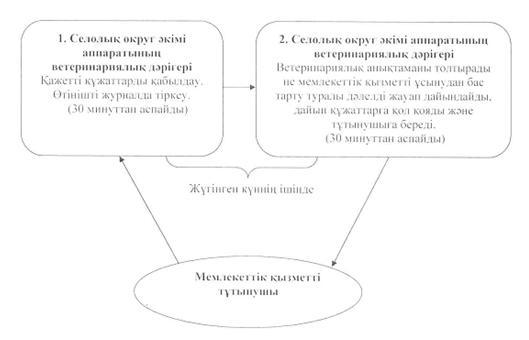 1. Селолық округ әкімі
аппаратының
ветеринариялық дәрігері
Қажетті құжаттарды қабылдау.
Өтінішті журналда тіркеу.
(30 минуттан аспайды)
2. Селолық округ әкімі аппаратының
ветеринариялық дәрігері
Ветеринариялық анықтаманы толтырады
не мемлекеттік қызметті ұсынудан бас
тарту туралы дәлелді жауап дайындайды,
дайын құжаттарға қол қояды және
тұтынушыға береді.
(30 минуттан аспайды)
Жүгінген күннің ішінде
Мемлекеттік қызметті
тұтынушы